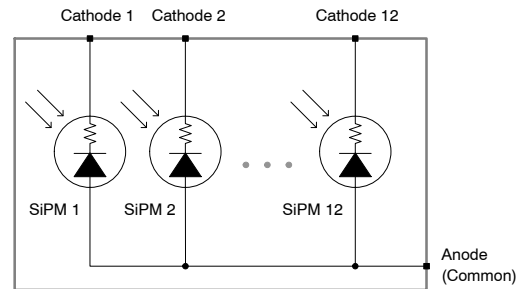 Cathode 1 Cathode 2 Cathode 12
SiPM 1 SiPM 2 SiPM 12
Anode
(Common)